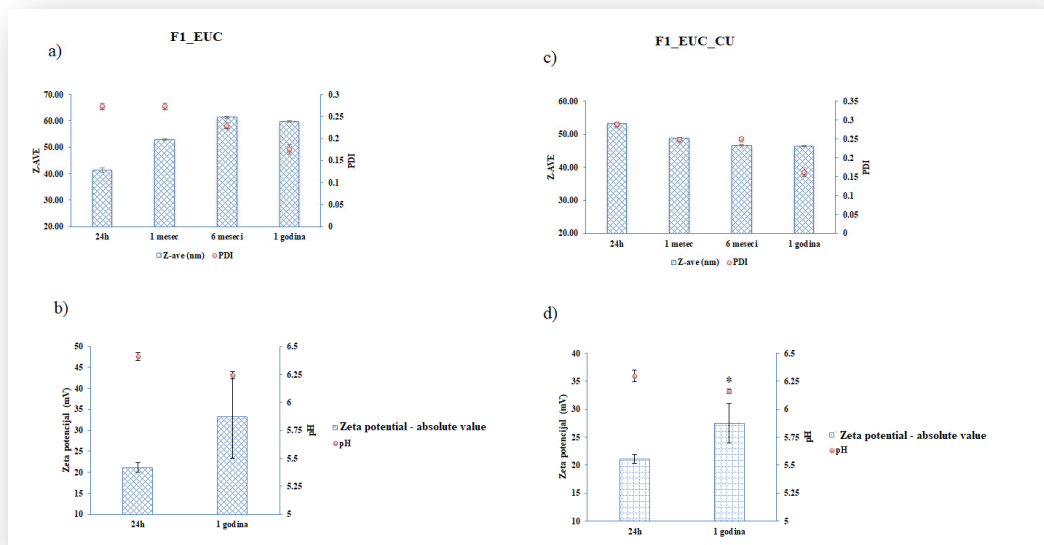 F1_EUC
a)
70.00
60.00
50.00
40.00
30.00
20.00
Z-AVE
0.3
0.25
0.2
0.15
0.1
0.05
0
PDI
24h 1 mesec 6 meseci 1 godina
Z-ave (nm) PDI
F1_EUC_CU
c)
60.00
50.00
40.00
30.00
20.00
Z-AVE
0.35
0.3
0.25
0.2
0.15
0.1
0.05
0
PDI
24h 1 mesec 6 meseci 1 godina
Z-ave (nm) PDI
b)
50
45
40
35
30
25
20
15
10
Zeta potencijal (mV)
6.5
6.25
6
5.75
5.5
5.25
5
pH
24h 1 godina
Zeta potential - absolute value
pH
d)
40
35
30
25
20
15
10
Zeta potencijal (mV)
*
6.5
6.25
6
5.75
5.5
5.25
5
pH
24h 1 godina
Zeta potential - absolute value
pH